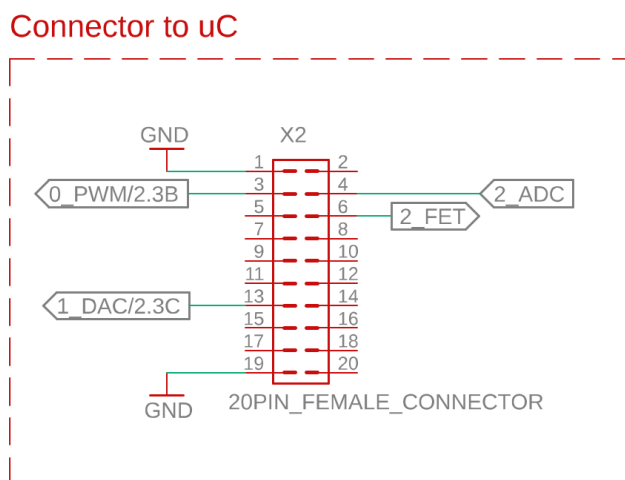 Connector to uC
GND
X2
1 2
0_PWM/2.3B 3 4 2_ADC
5 6 2_FET
7 8
9 10
11 12
1_DAC/2.3C 13 14
15 16
17 18
19 20
GND
20PIN_FEMALE_CONNECTOR